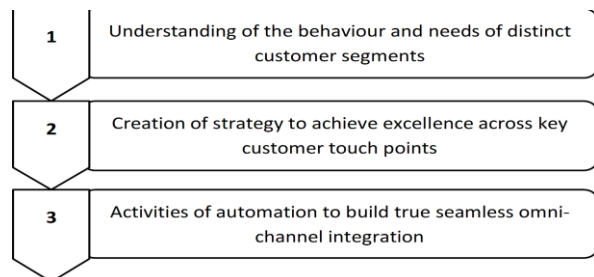 1
Understanding of the behaviour and needs of distinct
customer segments
2
Creation of strategy to achieve excellence across key
customer touch points
3
Activities of automation to build true seamless omni-
channel integration